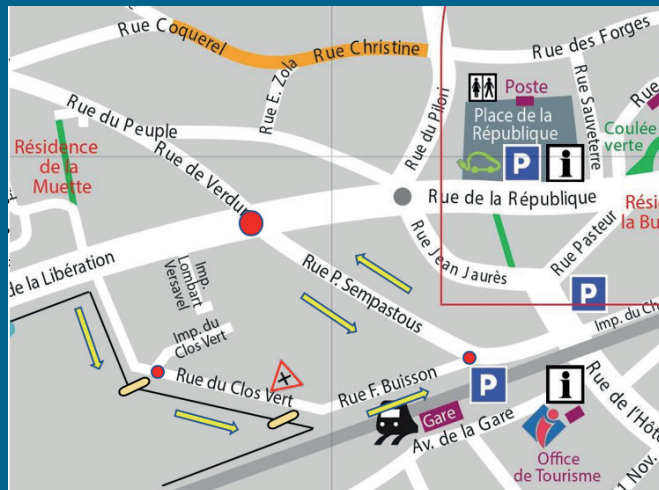 Rue Coquerel
Rue Christine
Rue des Forges
Rue E. Zola
Poste
Rue Sauveterre
Rue
Rue du Peuple
Rue du Pilori
Place de la
République
Coulée
verte
Résidence
de la
Muette
P
i
Rue de Verdun
Rue de la République
Rési
la Bu
Rue Jean Jaurès
Rue Pasteur
de la Libération
Imp.
Lombart
Versavel
Rue P. Sempastous
P
Imp. du Ch
Imp. du
Clos Vert
Rue du Clos Vert
Rue F. Buisson
P
i
Gare
Av. de la Gare
Rue de l'Hôte
Office
de Tourisme
1 Nov.